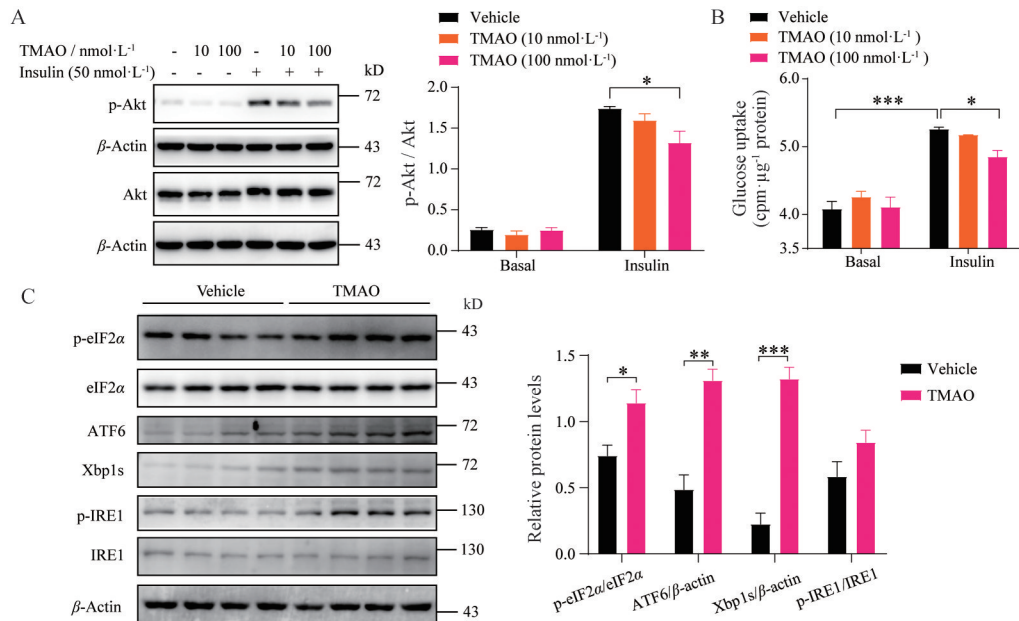 A
TMAO / nmol·L⁻¹ - 10 100 - 10 100
Insulin (50 nmol·L⁻¹) - - - + + +
kD
p-Akt
72
β-Actin
43
Akt
72
β-Actin
43
Vehicle
TMAO (10 nmol·L⁻¹)
TMAO (100 nmol·L⁻¹)
p-Akt / Akt
2.0
1.5
1.0
0.5
0.0
*
Basal Insulin
B
Vehicle
TMAO (10 nmol·L⁻¹ )
TMAO (100 nmol·L⁻¹ )
Glucose uptake
(cpm·μg⁻¹ protein)
6.0
5.0
4.0
3.5
*** *
Basal Insulin
C
Vehicle TMAO
kD
p-eIF2α
43
eIF2α
43
ATF6
72
Xbp1s
72
p-IRE1
130
IRE1
130
β-Actin
43
Relative protein levels
1.5
1.0
0.5
0.0
* ** ***
Vehicle
TMAO
p-eIF2α/eIF2α
ATF6/β-actin
Xbp1s/β-actin
p-IRE1/IRE1